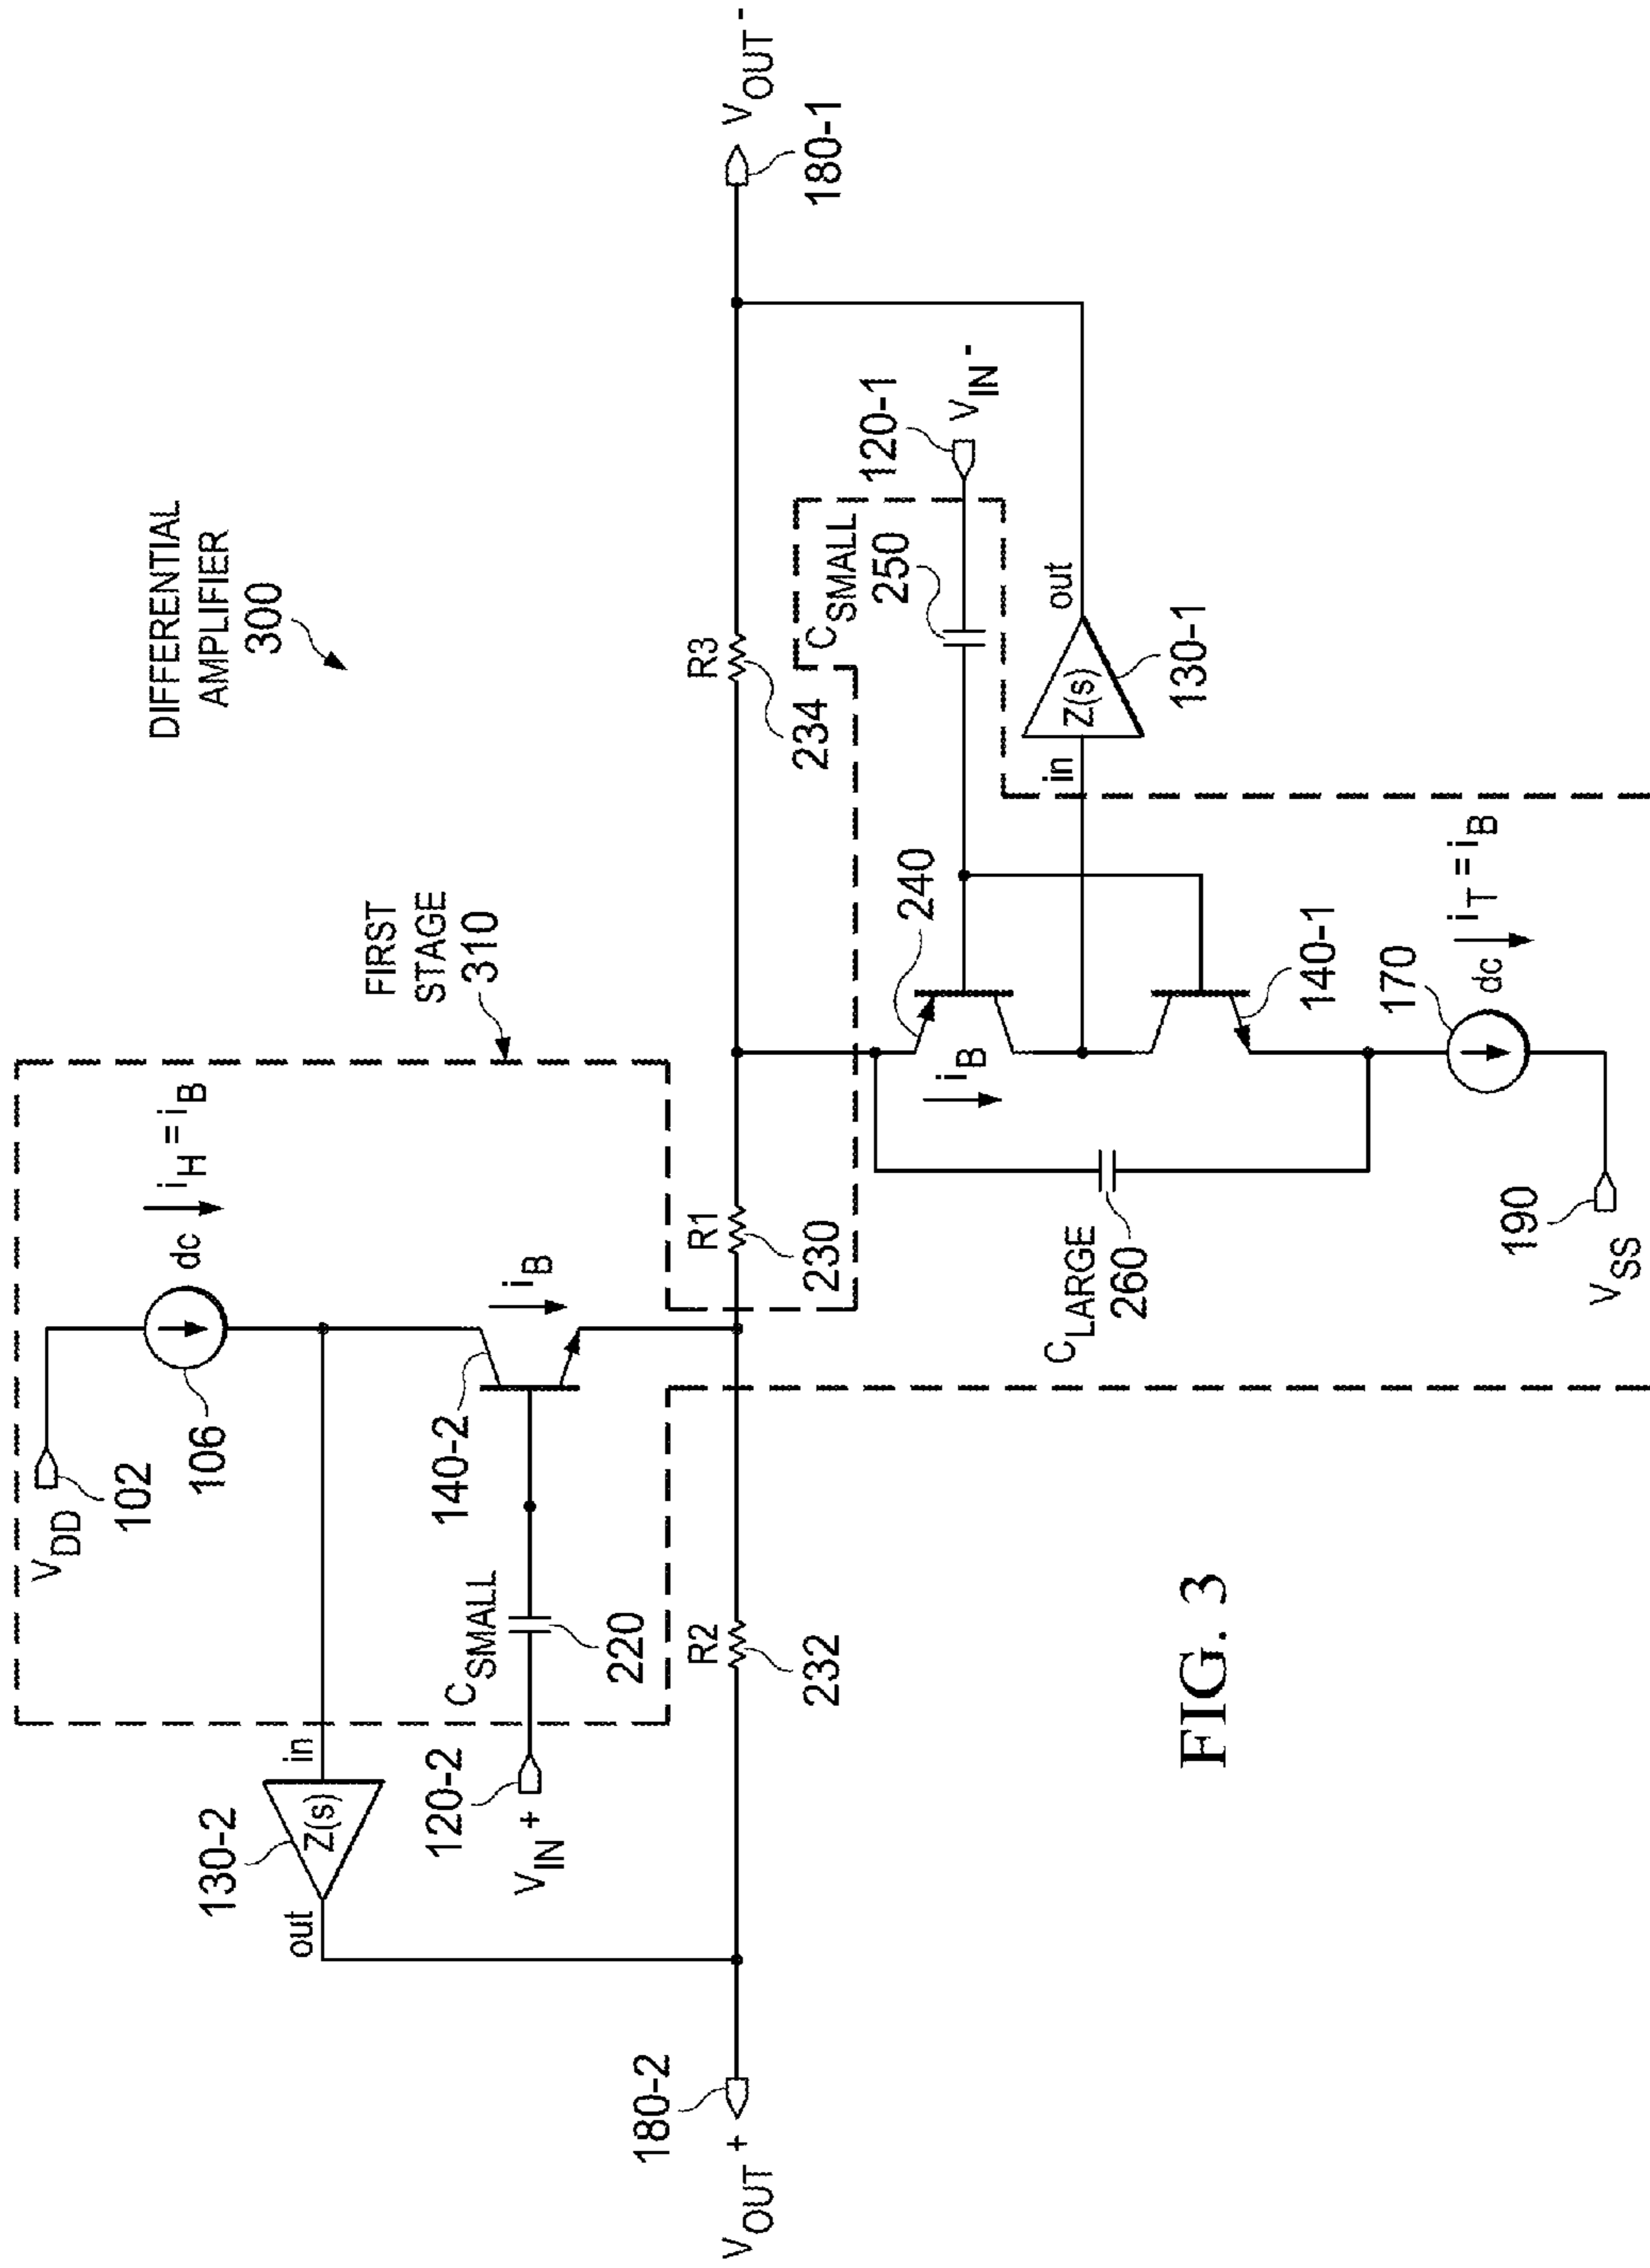 DIFFERENTIAL
AMPLIFIER
300
FIRST
STAGE
310
V_DD
102
106
dc
i_H = i_B
130-2
out
Z(s)
in
140-2
i_B
C_SMALL
220
120-2
V_IN +
R2
232
R1
230
R3
234
180-2
V_OUT +
V_OUT -
180-1
C_SMALL
250
120-1
V_IN -
240
i_B
in
Z(s)
out
130-1
C_LARGE
260
140-1
170
dc
i_T = i_B
190
V_SS
FIG. 3